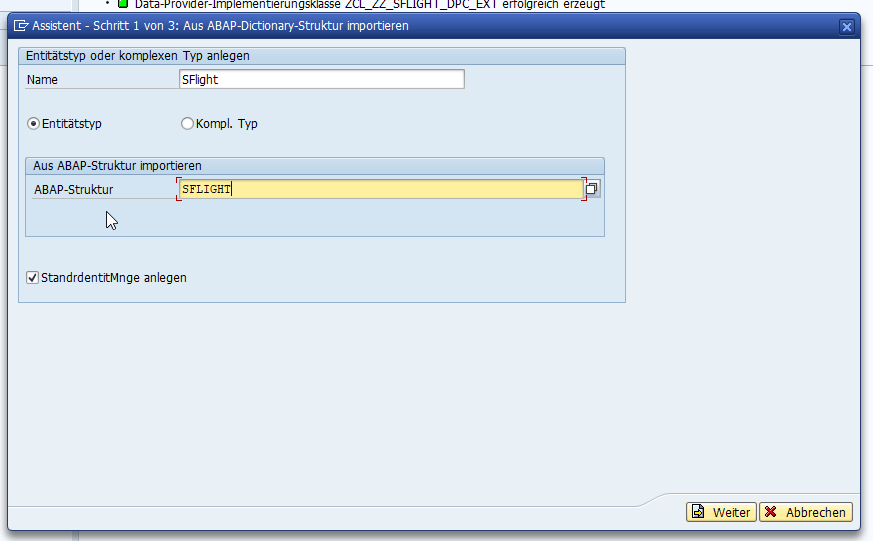 Data-Provider-Implementierungsklasse ZCL_ZZ_SFLIGHT_DPC_EXT erfolgreich erzeugt
Assistent - Schritt 1 von 3: Aus ABAP-Dictionary-Struktur importieren
Entitätstyp oder komplexen Typ anlegen
Name SFlight
Entitätstyp Kompl. Typ
Aus ABAP-Struktur importieren
ABAP-Struktur SFLIGHT
StandrdentitMnge anlegen
Weiter Abbrechen